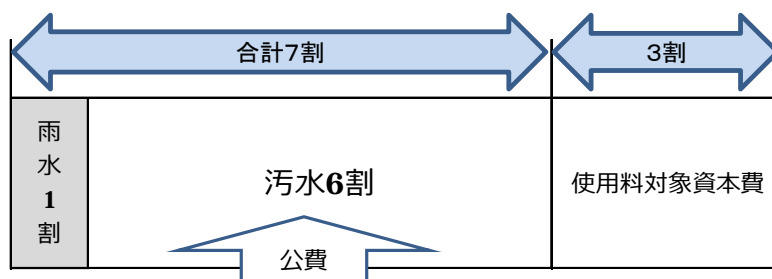 合計7割
3割
雨水1割
汚水6割
使用料対象資本費
公費